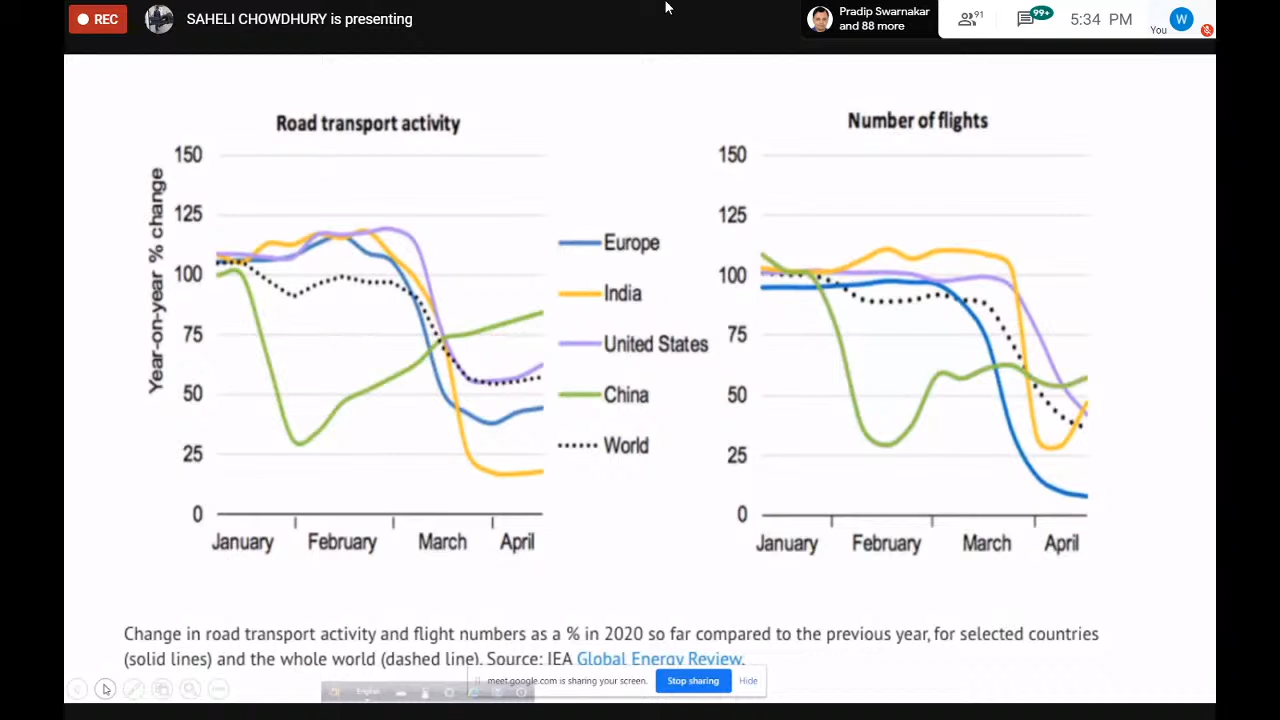 REC
SAHELI CHOWDHURY is presenting
Pradip Swarnakar
and 88 more
91
99+
5:34 PM
You
W
Road transport activity
Number of flights
Year-on-year % change
150
125
100
75
50
25
0
January February March April
Europe
India
United States
China
World
150
125
100
75
50
25
0
January February March April
Change in road transport activity and flight numbers as a % in 2020 so far compared to the previous year, for selected countries
(solid lines) and the whole world (dashed line). Source: IEA Global Energy Review.
meet.google.com is sharing your screen.
Stop sharing
Hide